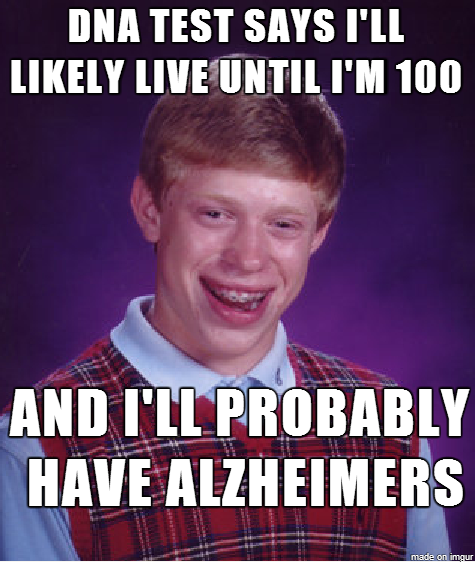 DNA TEST SAYS I'LL
LIKELY LIVE UNTIL I'M 100
AND I'LL PROBABLY
HAVE ALZHEIMERS
made on imgur